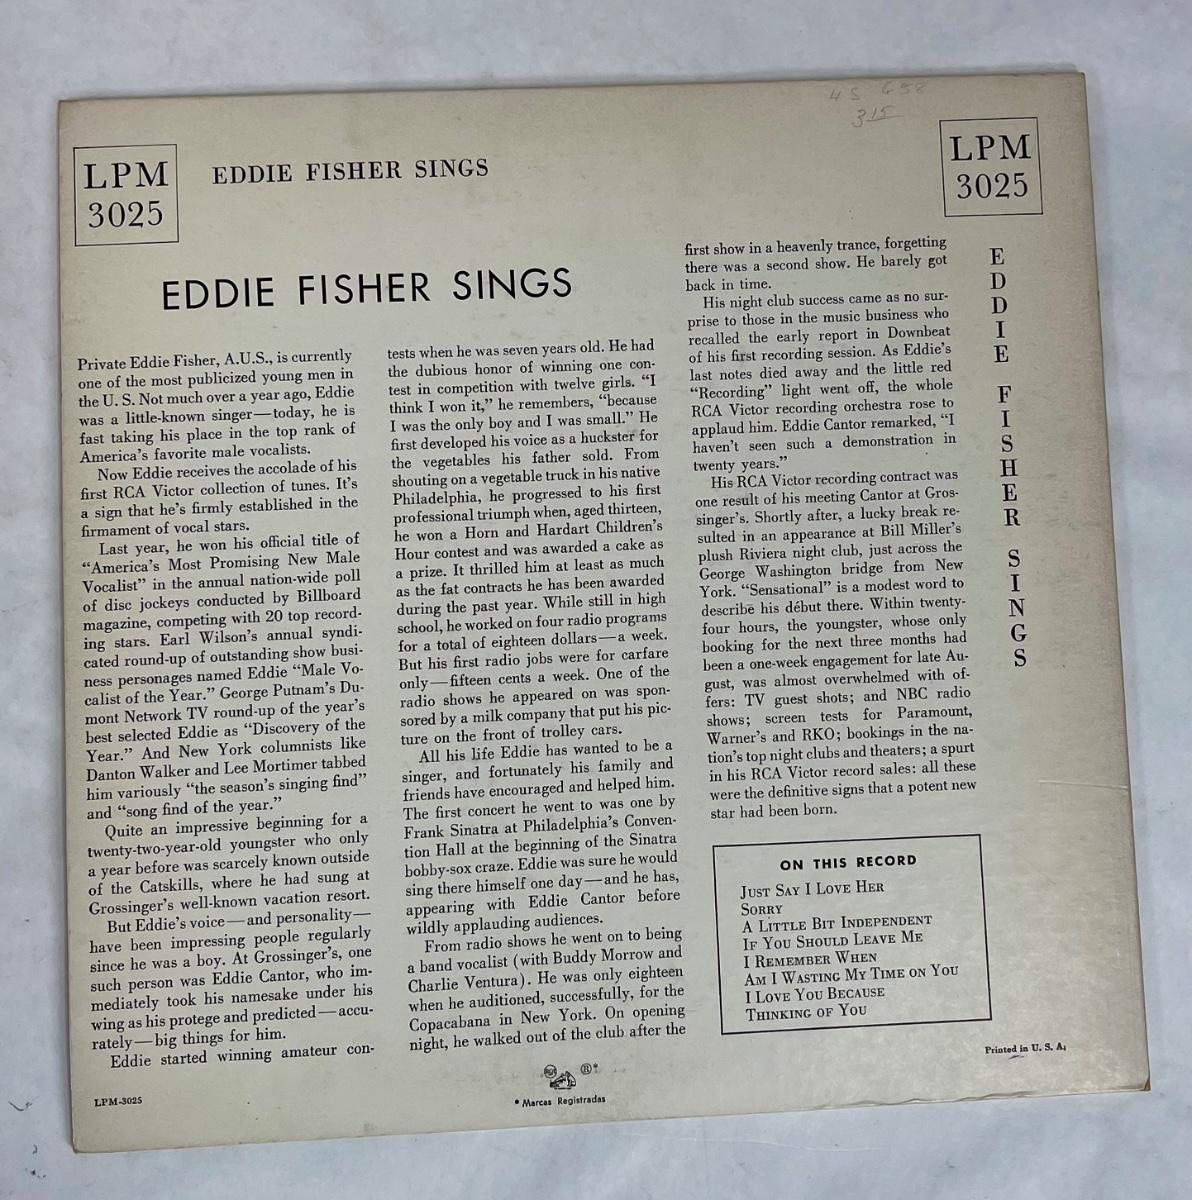 4 S 658
315
LPM
3025
EDDIE FISHER SINGS
LPM
3025
EDDIE FISHER SINGS
Private Eddie Fisher, A.U.S., is currently
one of the most publicized young men in
the U. S. Not much over a year ago, Eddie
was a little-known singer—today, he is
fast taking his place in the top rank of
America's favorite male vocalists.
Now Eddie receives the accolade of his
first RCA Victor collection of tunes. It's
a sign that he's firmly established in the
firmament of vocal stars.
Last year, he won his official title of
“America's Most Promising New Male
Vocalist” in the annual nation-wide poll
of disc jockeys conducted by Billboard
magazine, competing with 20 top record-
ing stars. Earl Wilson's annual syndi-
cated round-up of outstanding show busi-
ness personages named Eddie “Male Vo-
calist of the Year.” George Putnam's Du-
mont Network TV round-up of the year's
best selected Eddie as “Discovery of the
Year.” And New York columnists like
Danton Walker and Lee Mortimer tabbed
him variously “the season's singing find”
and “song find of the year.”
Quite an impressive beginning for a
twenty-two-year-old youngster who only
a year before was scarcely known outside
of the Catskills, where he had sung at
Grossinger's well-known vacation resort.
But Eddie's voice—and personality—
have been impressing people regularly
since he was a boy. At Grossinger's, one
such person was Eddie Cantor, who im-
mediately took his namesake under his
wing as his protege and predicted—accu-
rately—big things for him.
Eddie started winning amateur con-
tests when he was seven years old. He had
the dubious honor of winning one con-
test in competition with twelve girls. “I
think I won it,” he remembers, “because
I was the only boy and I was small.” He
first developed his voice as a huckster for
the vegetables his father sold. From
shouting on a vegetable truck in his native
Philadelphia, he progressed to his first
professional triumph when, aged thirteen,
he won a Horn and Hardart Children's
Hour contest and was awarded a cake as
a prize. It thrilled him at least as much
as the fat contracts he has been awarded
during the past year. While still in high
school, he worked on four radio programs
for a total of eighteen dollars—a week.
But his first radio jobs were for carfare
only—fifteen cents a week. One of the
radio shows he appeared on was spon-
sored by a milk company that put his pic-
ture on the front of trolley cars.
All his life Eddie has wanted to be a
singer, and fortunately his family and
friends have encouraged and helped him.
The first concert he went to was one by
Frank Sinatra at Philadelphia's Conven-
tion Hall at the beginning of the Sinatra
bobby-sox craze. Eddie was sure he would
sing there himself one day—and he has,
appearing with Eddie Cantor before
wildly applauding audiences.
From radio shows he went on to being
a band vocalist (with Buddy Morrow and
Charlie Ventura). He was only eighteen
when he auditioned, successfully, for the
Copacabana in New York. On opening
night, he walked out of the club after the
first show in a heavenly trance, forgetting
there was a second show. He barely got
back in time.
His night club success came as no sur-
prise to those in the music business who
recalled the early report in Downbeat
of his first recording session. As Eddie's
last notes died away and the little red
“Recording” light went off, the whole
RCA Victor recording orchestra rose to
applaud him. Eddie Cantor remarked, “I
haven't seen such a demonstration in
twenty years.”
His RCA Victor recording contract was
one result of his meeting Cantor at Gros-
singer's. Shortly after, a lucky break re-
sulted in an appearance at Bill Miller's
plush Riviera night club, just across the
George Washington bridge from New
York. “Sensational” is a modest word to
describe his début there. Within twenty-
four hours, the youngster, whose only
booking for the next three months had
been a one-week engagement for late Au-
gust, was almost overwhelmed with of-
fers: TV guest shots; and NBC radio
shows; screen tests for Paramount,
Warner's and RKO; bookings in the na-
tion's top night clubs and theaters; a spurt
in his RCA Victor record sales: all these
were the definitive signs that a potent new
star had been born.
ON THIS RECORD
JUST SAY I LOVE HER
SORRY
A LITTLE BIT INDEPENDENT
IF YOU SHOULD LEAVE ME
I REMEMBER WHEN
AM I WASTING MY TIME ON YOU
I LOVE YOU BECAUSE
THINKING OF YOU
EDDIE FISHER SINGS
Printed in U. S. A.
LPM-3025
RCA ®*
* Marcas Registradas